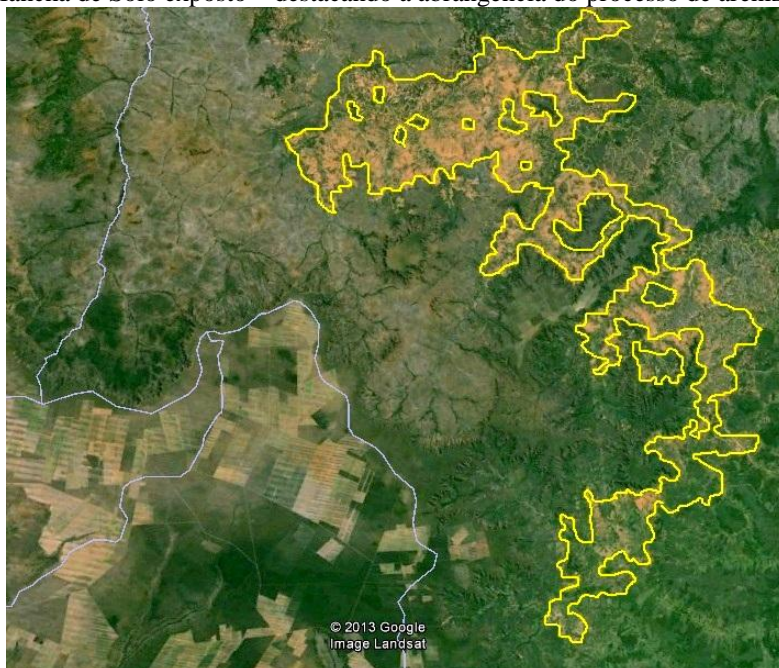 de Solo exposto – destacando a abrangência do processo de
© 2013 Google
Image Landsat